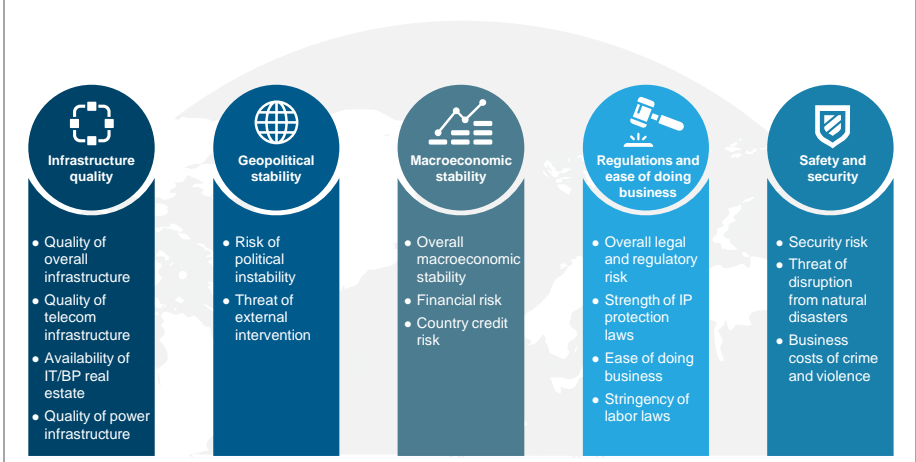 Infrastructure
quality
• Quality of
overall
infrastructure
• Quality of
telecom
infrastructure
• Availability of
IT/BP real
estate
• Quality of power
infrastructure
Geopolitical
stability
• Risk of
political
instability
• Threat of
external
intervention
Macroeconomic
stability
• Overall
macroeconomic
stability
• Financial risk
• Country credit
risk
Regulations and
ease of doing
business
• Overall legal
and regulatory
risk
• Strength of IP
protection
laws
• Ease of doing
business
• Stringency of
labor laws
Safety and
security
• Security risk
• Threat of
disruption
from natural
disasters
• Business
costs of crime
and violence